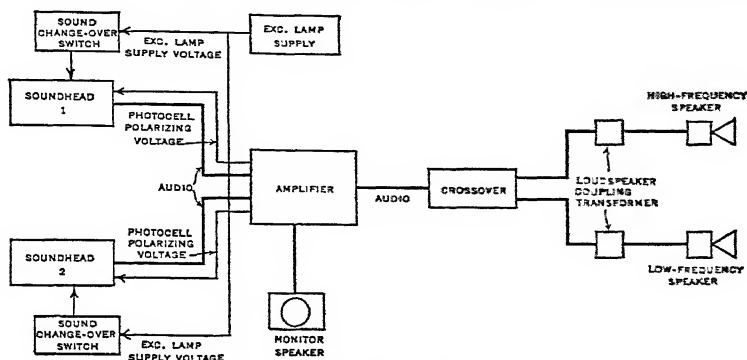 SOUND
CHANGE-OVER
SWITCH
EXC. LAMP
SUPPLY VOLTAGE
EXC. LAMP
SUPPLY
SOUNDHEAD
1
PHOTOCELL
POLARIZING
VOLTAGE
AUDIO
PHOTOCELL
POLARIZING
VOLTAGE
SOUNDHEAD
2
SOUND
CHANGE-OVER
SWITCH
EXC. LAMP
SUPPLY VOLTAGE
AMPLIFIER
MONITOR
SPEAKER
AUDIO
CROSSOVER
HIGH-FREQUENCY
SPEAKER
LOUDSPEAKER
COUPLING
TRANSFORMER
LOW-FREQUENCY
SPEAKER